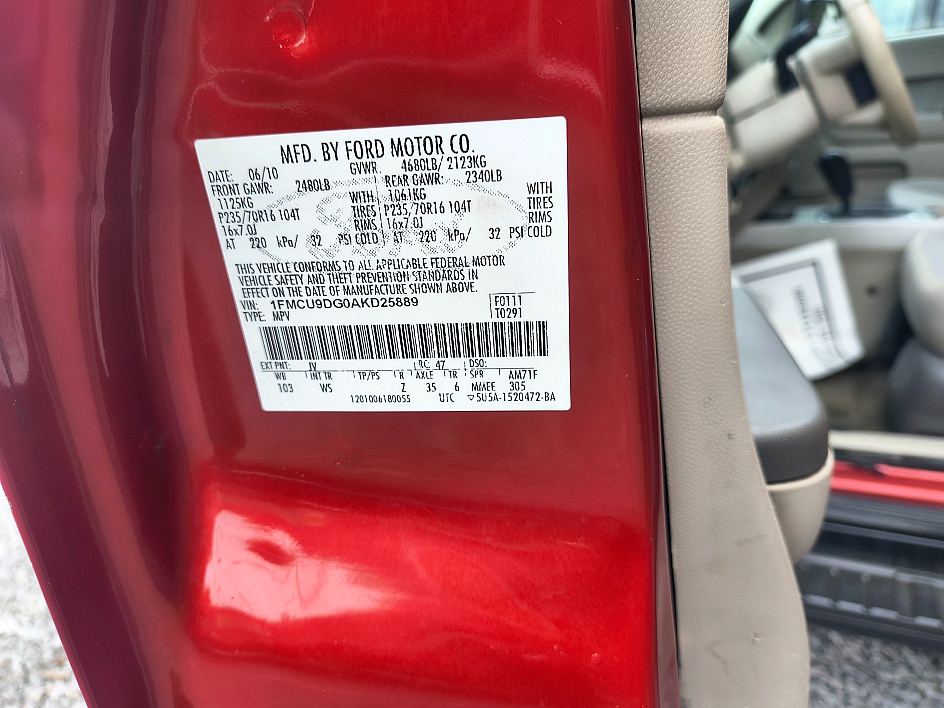 MFD. BY FORD MOTOR CO.
DATE: 06/10 GVWR: 4680LB/ 2123KG
FRONT GAWR: 2480LB REAR GAWR: 2340LB
1125KG WITH 1061KG WITH
P235/70R16 104T TIRES P235/70R16 104T TIRES
16x7.0J RIMS 16x7.0J RIMS
AT 220 kPa/ 32 PSI COLD AT 220 kPa/ 32 PSI COLD
THIS VEHICLE CONFORMS TO ALL APPLICABLE FEDERAL MOTOR
VEHICLE SAFETY AND THEFT PREVENTION STANDARDS IN
EFFECT ON THE DATE OF MANUFACTURE SHOWN ABOVE.
VIN: 1FMCU9DG0AKD25889 F0111
TYPE: MPV T0291
EXT PNT: JV RC: 47 DSO:
WB INT TR TP/PS R AXLE TR SPR AM71F
103 WS Z 35 6 MMEE 305
1201006180055 UTC ▽5U5A-1520472-BA